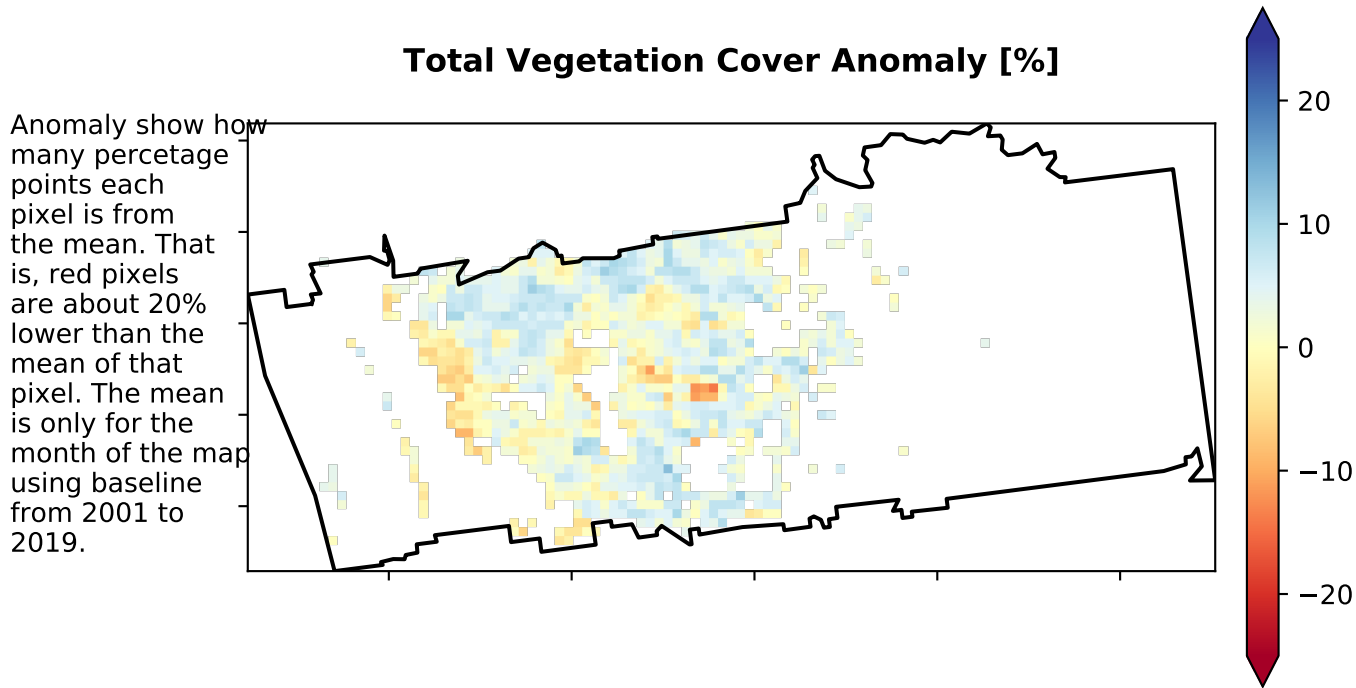 Total Vegetation Cover Anomaly [%]
Anomaly show how
many percetage
points each
pixel is from
the mean. That
is, red pixels
are about 20%
lower than the
mean of that
pixel. The mean
is only for the
month of the map
using baseline
from 2001 to
2019.
20
10
0
−10
−20